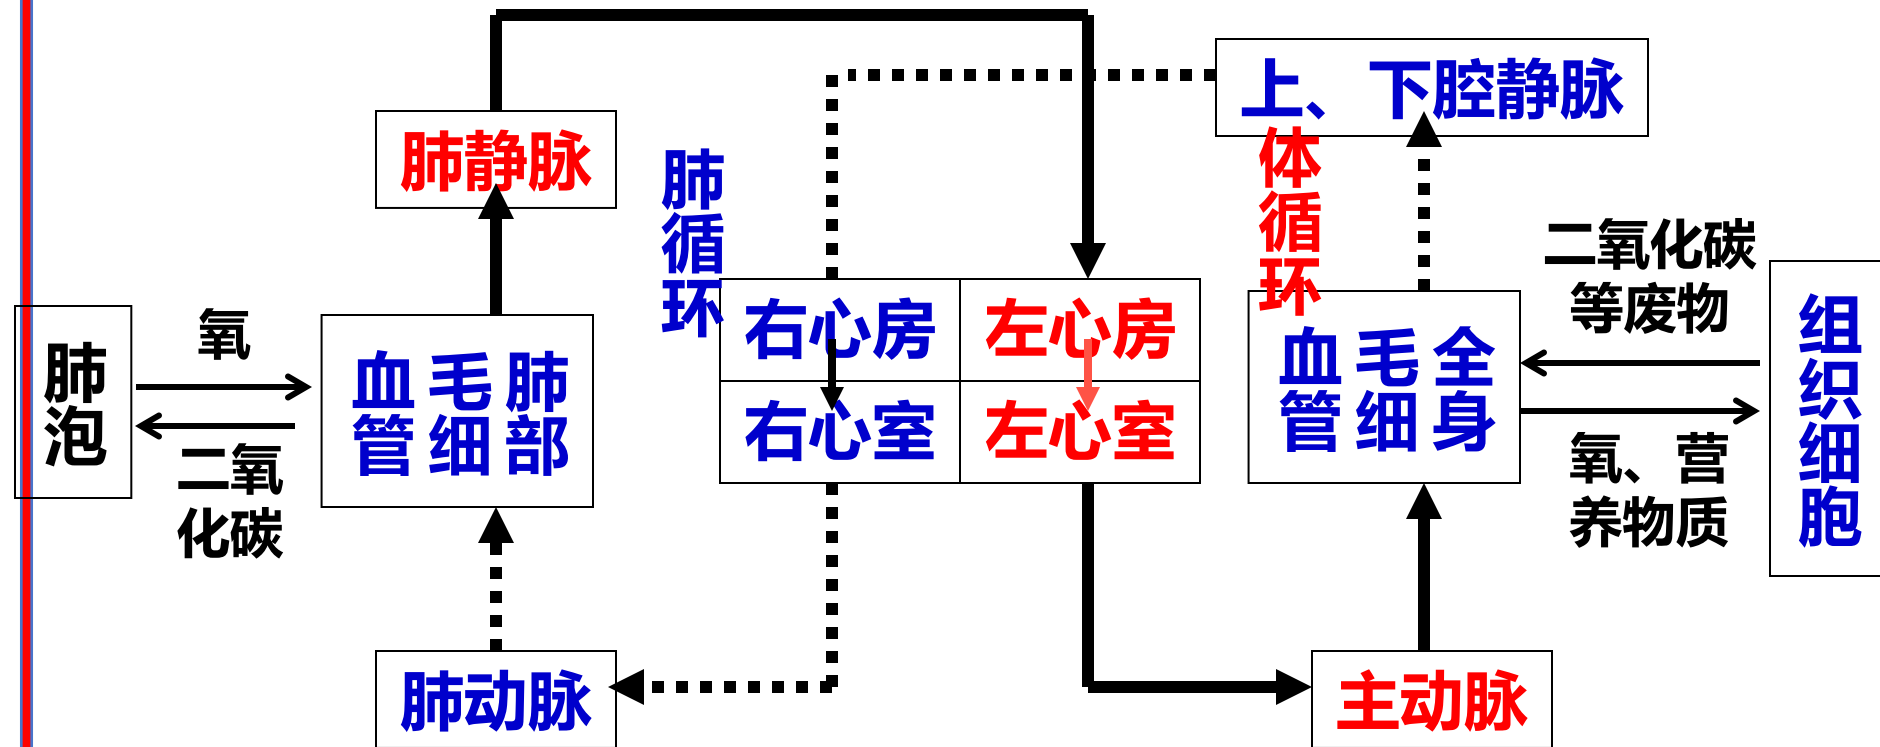 上、下腔静脉
肺静脉
肺
循
环
体
循
环
二氧化碳
等废物
氧
肺
泡
二氧
化碳
血 毛 肺
管 细 部
右心房
左心房
右心室
左心室
血 毛 全
管 细 身
氧、营
养物质
组
织
细
胞
肺动脉
主动脉